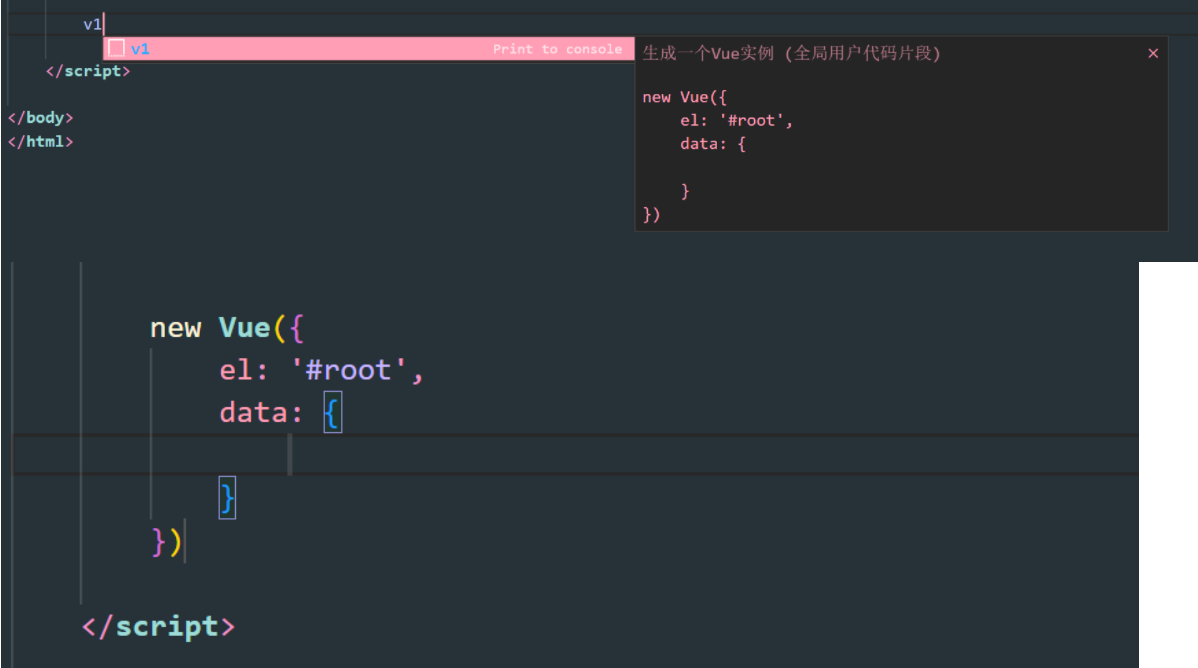 v1
v1 Print to console
生成一个Vue实例 (全局用户代码片段) ×
</script>
new Vue({
el: '#root',
</body>
data: {
</html>
}
})
new Vue({
el: '#root',
data: {
}
})
</script>